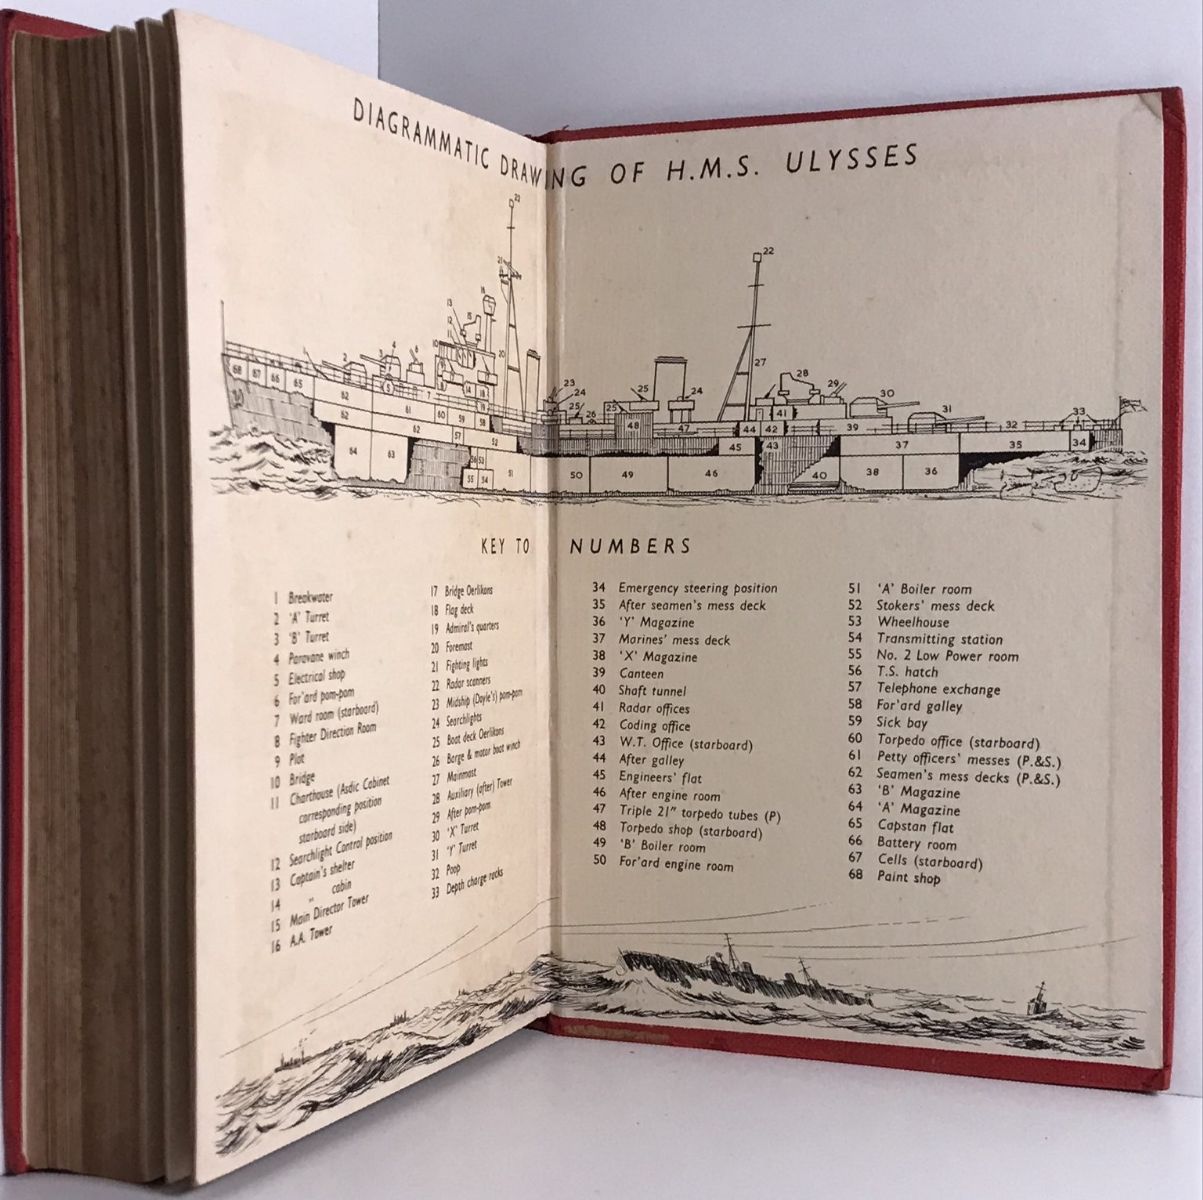 DIAGRAMMATIC DRAWING OF H.M.S. ULYSSES
KEY TO NUMBERS
1 Breakwater
2 'A' Turret
3 'B' Turret
4 Paravane winch
5 Electrical shop
6 For'ard pom-pom
7 Ward room (starboard)
8 Fighter Direction Room
9 Plot
10 Bridge
11 Charthouse (Asdic Cabinet
corresponding position
starboard side)
12 Searchlight Control position
13 Captain's shelter
14 " cabin
15 Main Director Tower
16 A.A. Tower
17 Bridge Oerlikons
18 Flag deck
19 Admiral's quarters
20 Foremast
21 Fighting lights
22 Radar scanners
23 Midship (Doyle's) pom-pom
24 Searchlights
25 Boat deck Oerlikons
26 Barge & motor boat winch
27 Mainmast
28 Auxiliary (after) Tower
29 After pom-pom
30 'X' Turret
31 'Y' Turret
32 Poop
33 Depth charge racks
34 Emergency steering position
35 After seamen's mess deck
36 'Y' Magazine
37 Marines' mess deck
38 'X' Magazine
39 Canteen
40 Shaft tunnel
41 Radar offices
42 Coding office
43 W.T. Office (starboard)
44 After galley
45 Engineers' flat
46 After engine room
47 Triple 21" torpedo tubes (P)
48 Torpedo shop (starboard)
49 'B' Boiler room
50 For'ard engine room
51 'A' Boiler room
52 Stokers' mess deck
53 Wheelhouse
54 Transmitting station
55 No. 2 Low Power room
56 T.S. hatch
57 Telephone exchange
58 For'ard galley
59 Sick bay
60 Torpedo office (starboard)
61 Petty officers' messes (P.&S.)
62 Seamen's mess decks (P.&S.)
63 'B' Magazine
64 'A' Magazine
65 Capstan flat
66 Battery room
67 Cells (starboard)
68 Paint shop